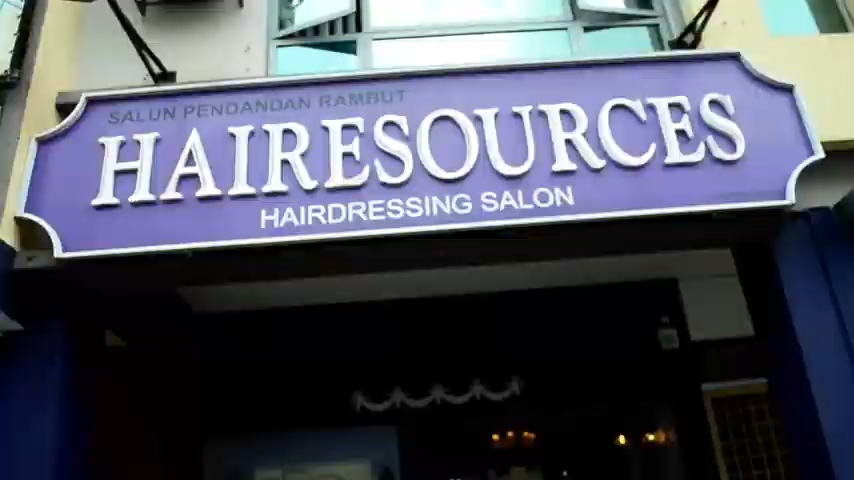 SALUN PENDANDAN RAMBUT
HAIRESOURCES
HAIRDRESSING SALON